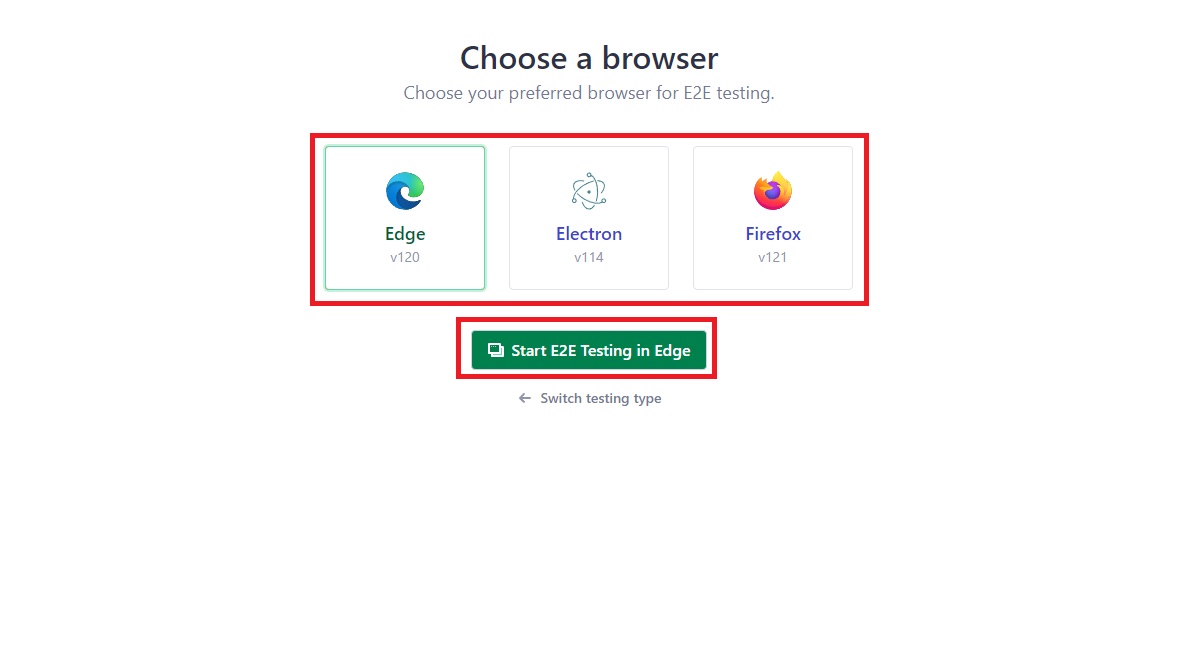 Choose a browser
Choose your preferred browser for E2E testing.
Edge
v120
Electron
v114
Firefox
v121
Start E2E Testing in Edge
Switch testing type